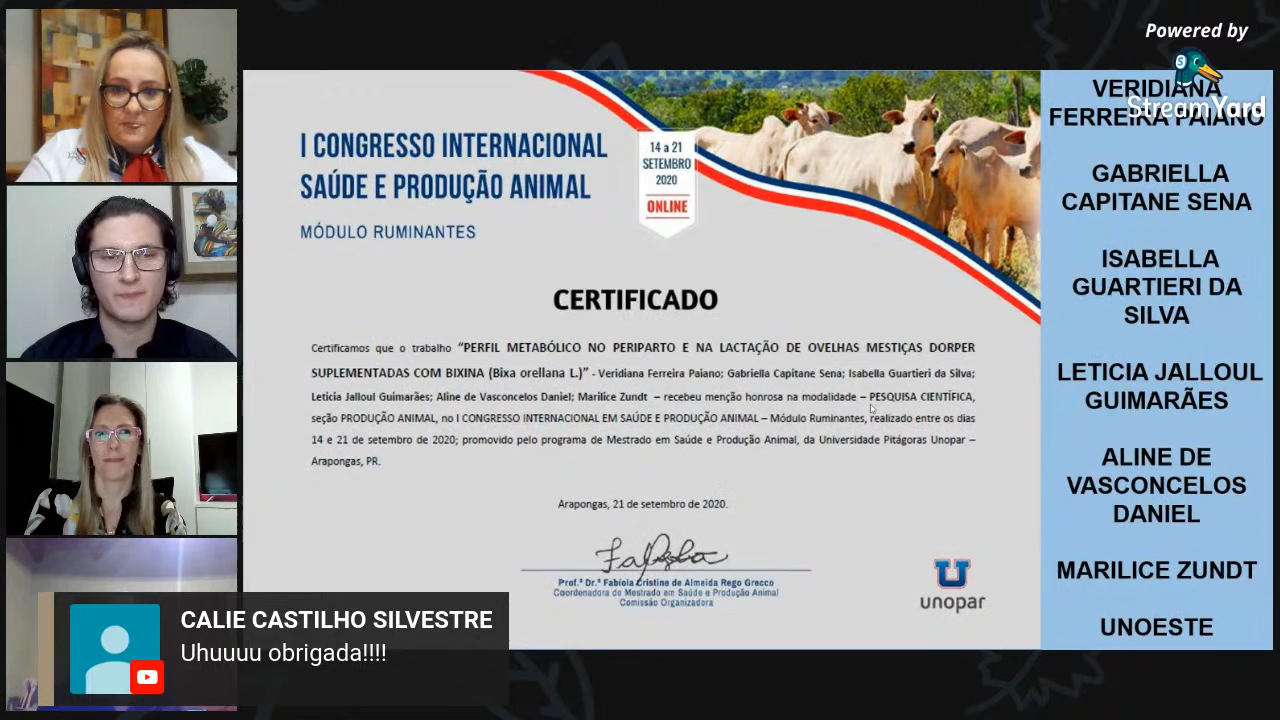 Powered by
StreamYard
I CONGRESSO INTERNACIONAL
SAÚDE E PRODUÇÃO ANIMAL
MÓDULO RUMINANTES
14 a 21
SETEMBRO
2020
ONLINE
CERTIFICADO
Certificamos que o trabalho “PERFIL METABÓLICO NO PERIPARTO E NA LACTAÇÃO DE OVELHAS MESTIÇAS DORPER
SUPLEMENTADAS COM BIXINA (Bixa orellana L.)” - Veridiana Ferreira Paiano; Gabriella Capitane Sena; Isabella Guartieri da Silva;
Leticia Jalloul Guimarães; Aline de Vasconcelos Daniel; Marilice Zundt – recebeu menção honrosa na modalidade – PESQUISA CIENTÍFICA,
seção PRODUÇÃO ANIMAL, no I CONGRESSO INTERNACIONAL EM SAÚDE E PRODUÇÃO ANIMAL – Módulo Ruminantes, realizado entre os dias
14 e 21 de setembro de 2020; promovido pelo programa de Mestrado em Saúde e Produção Animal, da Universidade Pitágoras Unopar –
Arapongas, PR.
Arapongas, 21 de setembro de 2020.
Prof.ª Dr.ª Fabíola Cristine de Almeida Rego Grecco
Coordenadora do Mestrado em Saúde e Produção Animal
Comissão Organizadora
unopar
VERIDIANA
FERREIRA PAIANO
GABRIELLA
CAPITANE SENA
ISABELLA
GUARTIERI DA
SILVA
LETICIA JALLOUL
GUIMARÃES
ALINE DE
VASCONCELOS
DANIEL
MARILICE ZUNDT
UNOESTE
CALIE CASTILHO SILVESTRE
Uhuuuu obrigada!!!!